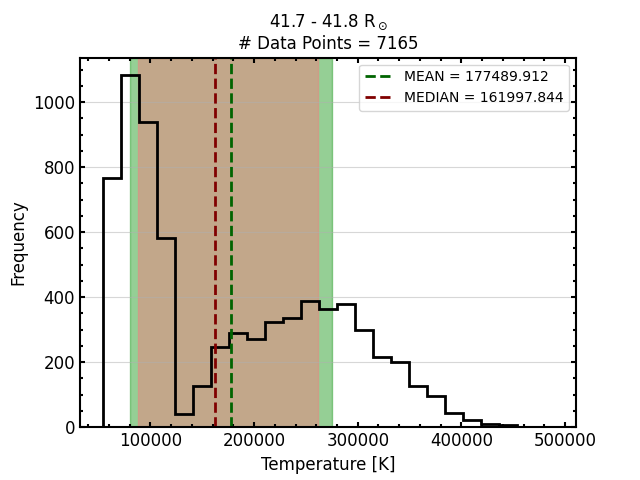 41.7 - 41.8 R⊙
# Data Points = 7165
MEAN = 177489.912
MEDIAN = 161997.844
Frequency
1000
800
600
400
200
0
100000 200000 300000 400000 500000
Temperature [K]